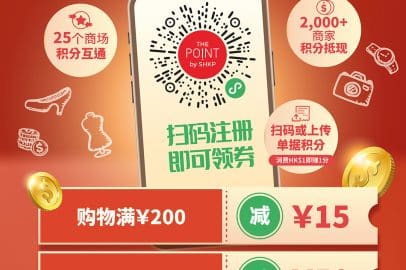 25个商场
积分互通
2,000+
商家
积分抵现
THE
POINT
by SHKP
扫码注册
即可领券
扫码或上传
单据积分
消费HK$1即赚1分
购物满¥200
减
¥15